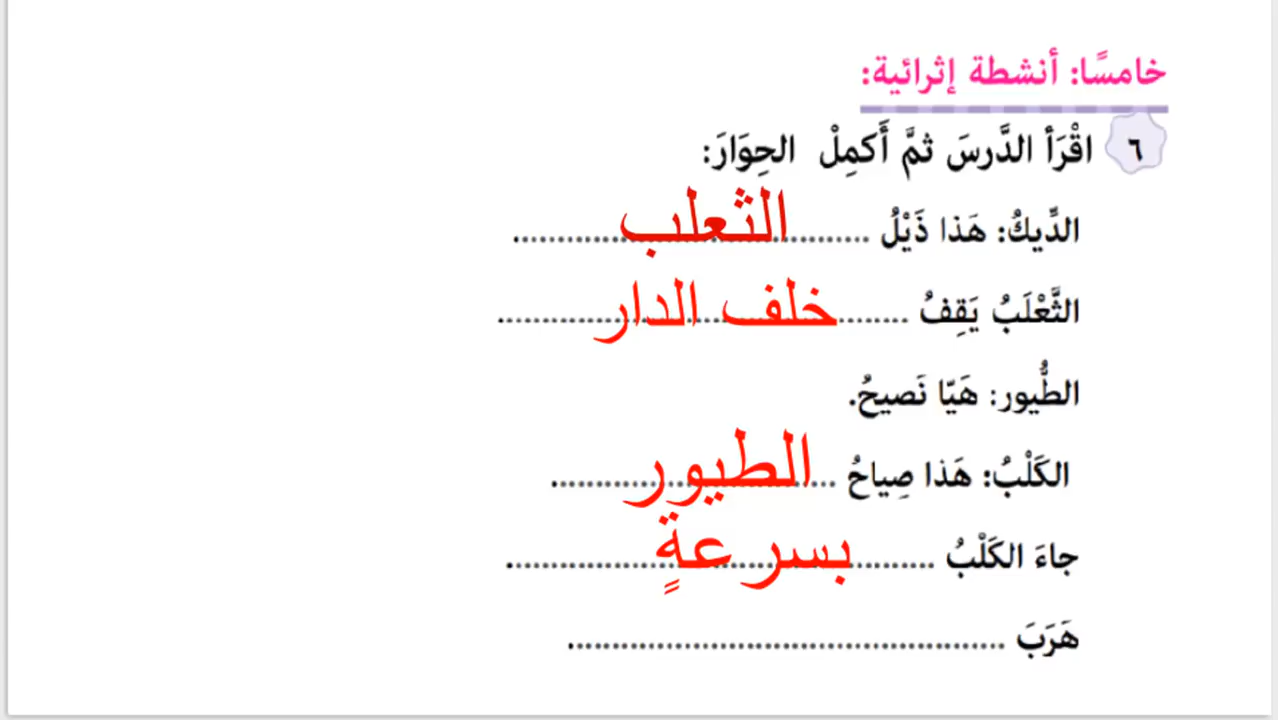 خامسًا: أنشطة إثرائية:
٦ اقْرَأ الدَّرسَ ثمَّ أَكمِلْ الحِوَارَ:
الدِّيكُ: هَذا ذَيْلُ ........ الثعلب ........
الثَّعْلَبُ يَقِفُ ........ خلف الدار ........
الطُّيور: هَيّا نَصيحُ.
الكَلْبُ: هَذا صِياحُ ........ الطيور ........
جاءَ الكَلْبُ ........ بسرعةٍ ........
هَرَبَ ................